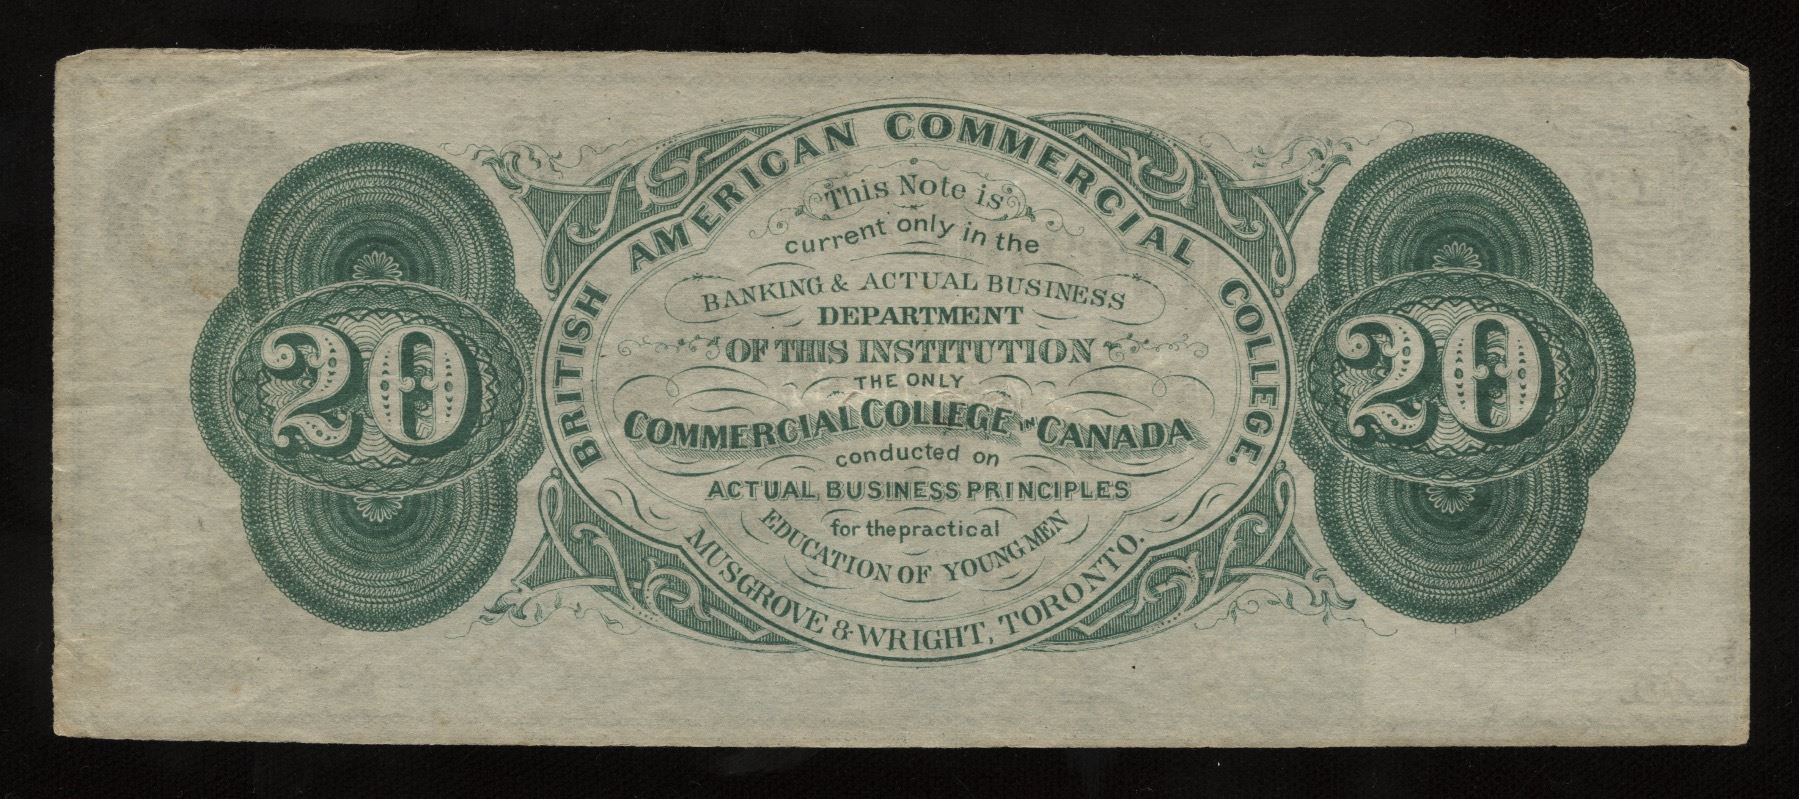 BRITISH AMERICAN COMMERCIAL COLLEGE.
This Note is
current only in the
BANKING & ACTUAL BUSINESS
DEPARTMENT
OF THIS INSTITUTION
THE ONLY
COMMERCIAL COLLEGE IN CANADA
conducted on
ACTUAL BUSINESS PRINCIPLES
for the practical
EDUCATION OF YOUNG MEN
MUSGROVE & WRIGHT, TORONTO.
20
20